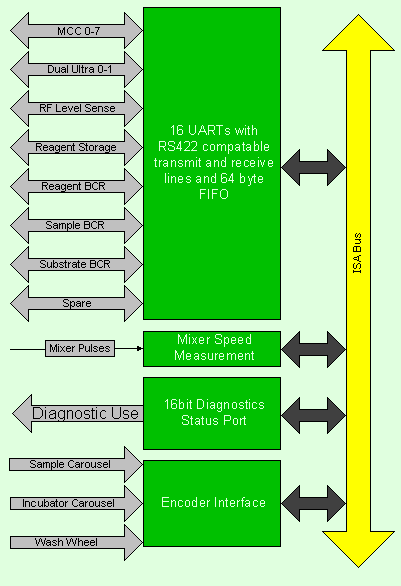 MCC 0-7
Dual Ultra 0-1
RF Level Sense
Reagent Storage
Reagent BCR
Sample BCR
Substrate BCR
Spare
16 UARTs with
RS422 compatable
transmit and receive
lines and 64 byte
FIFO
ISA Bus
Mixer Pulses
Mixer Speed
Measurement
Diagnostic Use
16bit Diagnostics
Status Port
Sample Carousel
Incubator Carousel
Wash Wheel
Encoder Interface